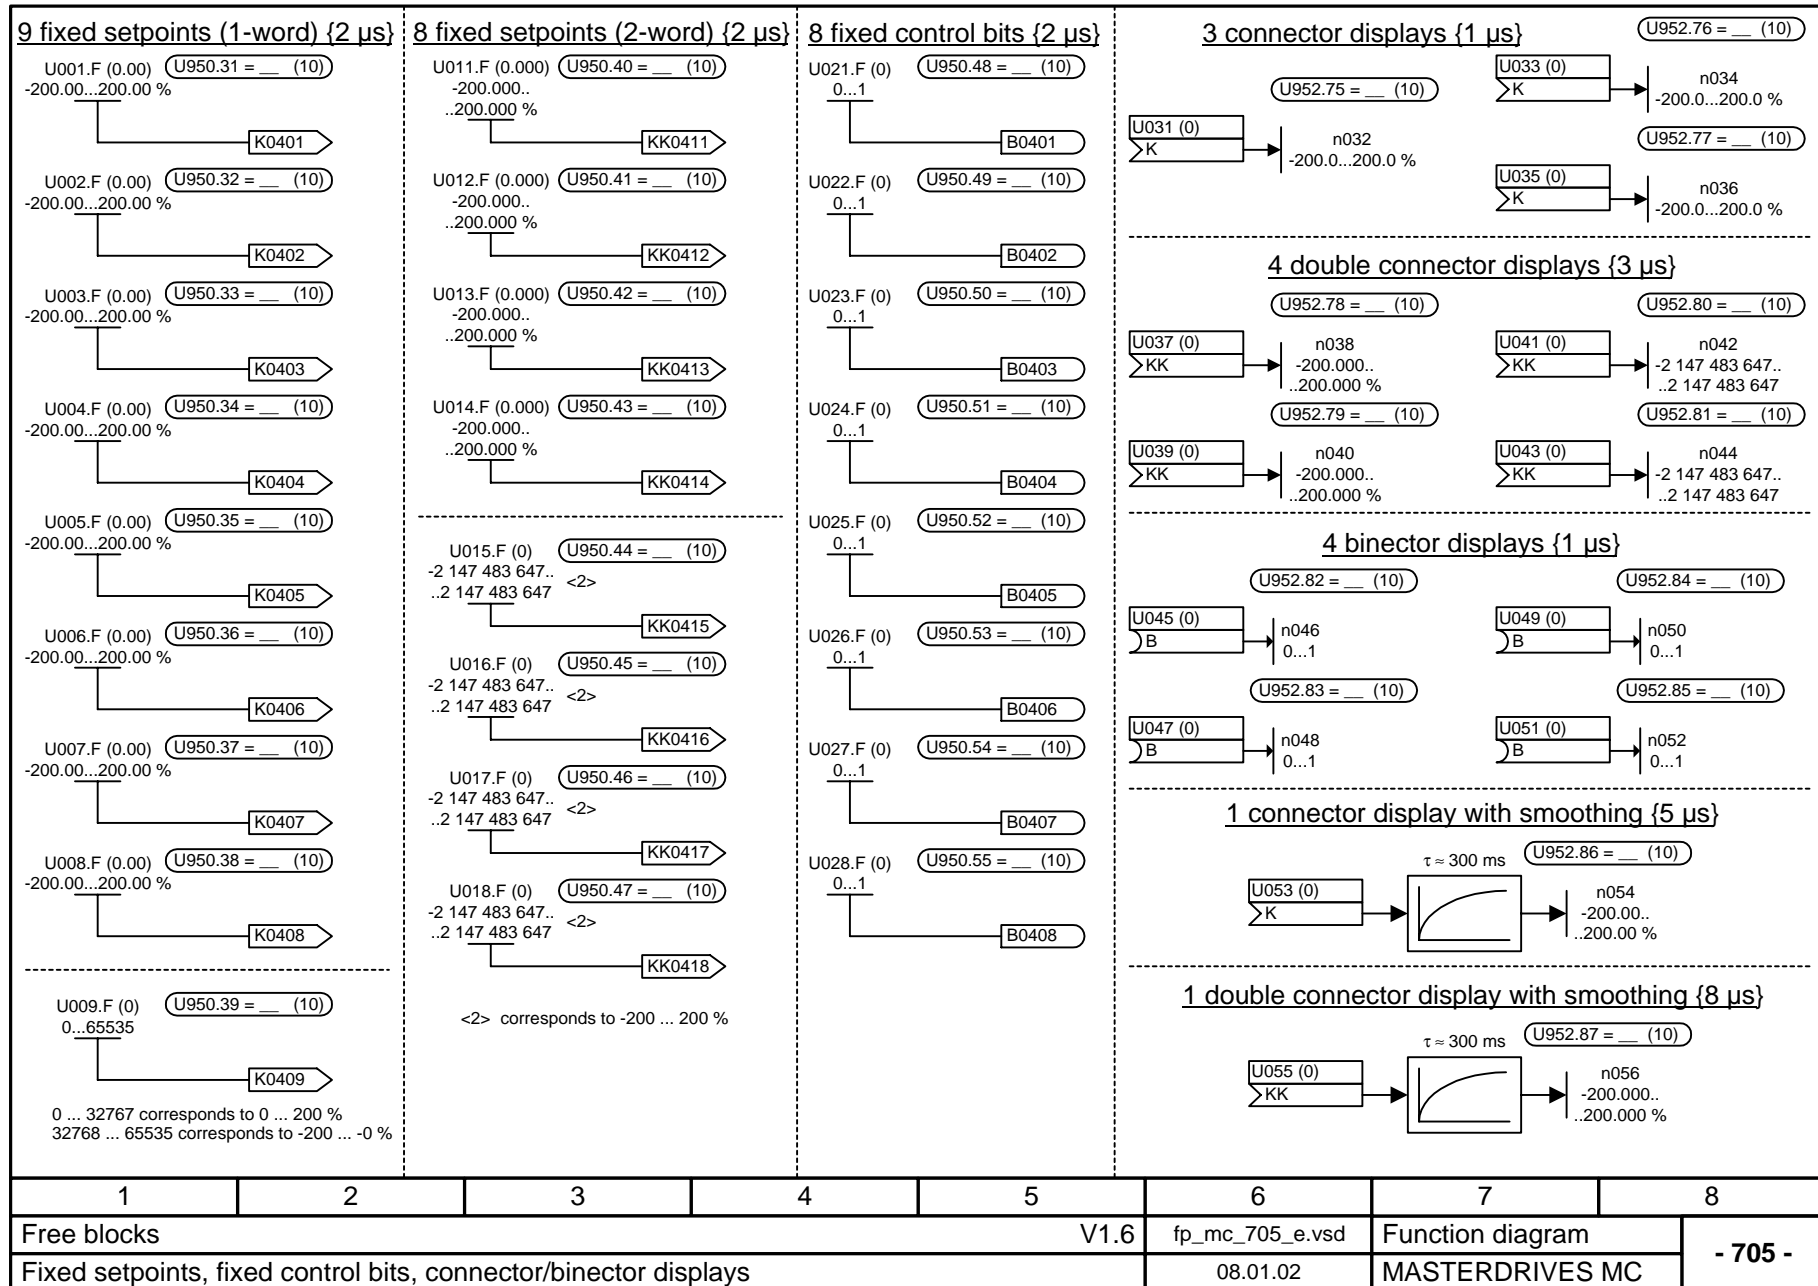 9 fixed setpoints (1-word) {2 µs}
U001.F (0.00)
U950.31 = __ (10)
-200.00...200.00 %
K0401
U002.F (0.00)
U950.32 = __ (10)
-200.00...200.00 %
K0402
U003.F (0.00)
U950.33 = __ (10)
-200.00...200.00 %
K0403
U004.F (0.00)
U950.34 = __ (10)
-200.00...200.00 %
K0404
U005.F (0.00)
U950.35 = __ (10)
-200.00...200.00 %
K0405
U006.F (0.00)
U950.36 = __ (10)
-200.00...200.00 %
K0406
U007.F (0.00)
U950.37 = __ (10)
-200.00...200.00 %
K0407
U008.F (0.00)
U950.38 = __ (10)
-200.00...200.00 %
K0408
U009.F (0)
U950.39 = __ (10)
0...65535
K0409
0 ... 32767 corresponds to 0 ... 200 %
32768 ... 65535 corresponds to -200 ... -0 %
8 fixed setpoints (2-word) {2 µs}
U011.F (0.000)
U950.40 = __ (10)
-200.000..
..200.000 %
KK0411
U012.F (0.000)
U950.41 = __ (10)
-200.000..
..200.000 %
KK0412
U013.F (0.000)
U950.42 = __ (10)
-200.000..
..200.000 %
KK0413
U014.F (0.000)
U950.43 = __ (10)
-200.000..
..200.000 %
KK0414
U015.F (0)
U950.44 = __ (10)
-2 147 483 647..
..2 147 483 647
<2>
KK0415
U016.F (0)
U950.45 = __ (10)
-2 147 483 647..
..2 147 483 647
<2>
KK0416
U017.F (0)
U950.46 = __ (10)
-2 147 483 647..
..2 147 483 647
<2>
KK0417
U018.F (0)
U950.47 = __ (10)
-2 147 483 647..
..2 147 483 647
<2>
KK0418
<2> corresponds to -200 ... 200 %
8 fixed control bits {2 µs}
U021.F (0)
U950.48 = __ (10)
0...1
B0401
U022.F (0)
U950.49 = __ (10)
0...1
B0402
U023.F (0)
U950.50 = __ (10)
0...1
B0403
U024.F (0)
U950.51 = __ (10)
0...1
B0404
U025.F (0)
U950.52 = __ (10)
0...1
B0405
U026.F (0)
U950.53 = __ (10)
0...1
B0406
U027.F (0)
U950.54 = __ (10)
0...1
B0407
U028.F (0)
U950.55 = __ (10)
0...1
B0408
3 connector displays {1 µs}
U952.75 = __ (10)
U031 (0)
K
n032
-200.0...200.0 %
U952.76 = __ (10)
U033 (0)
K
n034
-200.0...200.0 %
U952.77 = __ (10)
U035 (0)
K
n036
-200.0...200.0 %
4 double connector displays {3 µs}
U952.78 = __ (10)
U037 (0)
KK
n038
-200.000..
..200.000 %
U952.80 = __ (10)
U041 (0)
KK
n042
-2 147 483 647..
..2 147 483 647
U952.79 = __ (10)
U039 (0)
KK
n040
-200.000..
..200.000 %
U952.81 = __ (10)
U043 (0)
KK
n044
-2 147 483 647..
..2 147 483 647
4 binector displays {1 µs}
U952.82 = __ (10)
U045 (0)
B
n046
0...1
U952.84 = __ (10)
U049 (0)
B
n050
0...1
U952.83 = __ (10)
U047 (0)
B
n048
0...1
U952.85 = __ (10)
U051 (0)
B
n052
0...1
1 connector display with smoothing {5 µs}
τ ≈ 300 ms
U952.86 = __ (10)
U053 (0)
K
n054
-200.00..
..200.00 %
1 double connector display with smoothing {8 µs}
τ ≈ 300 ms
U952.87 = __ (10)
U055 (0)
KK
n056
-200.000..
..200.000 %
1 2 3 4 5 6 7 8
Free blocks V1.6 fp_mc_705_e.vsd Function diagram
- 705 -
Fixed setpoints, fixed control bits, connector/binector displays 08.01.02 MASTERDRIVES MC